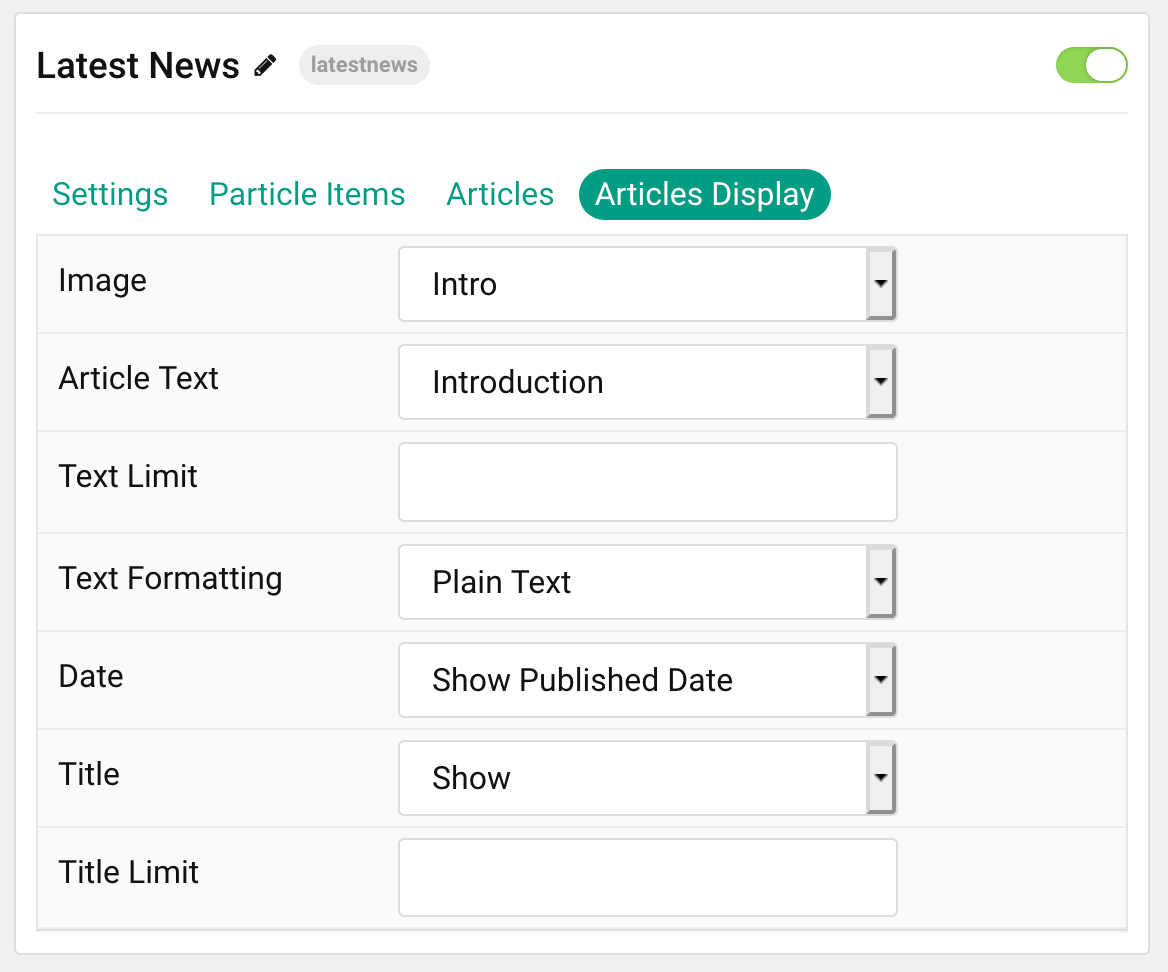 Latest News latestnews
Settings Particle Items Articles Articles Display
Image Intro
Article Text Introduction
Text Limit
Text Formatting Plain Text
Date Show Published Date
Title Show
Title Limit